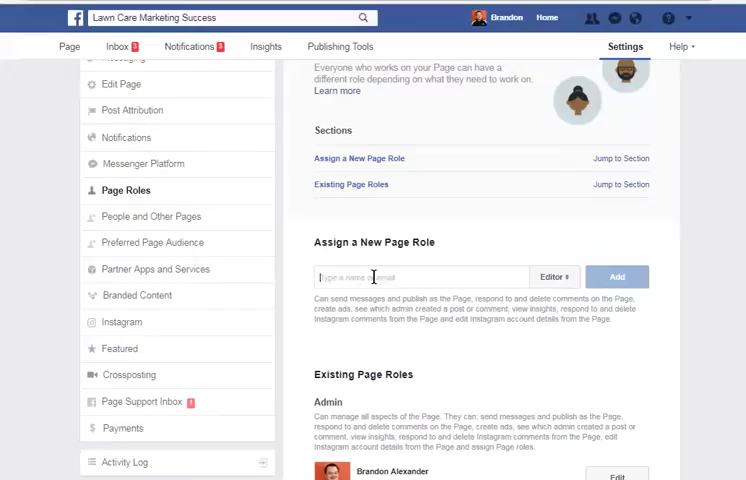 Lawn Care Marketing Success
Brandon Home
Page Inbox 3 Notifications 5 Insights Publishing Tools Settings Help
Messaging
Edit Page
Post Attribution
Notifications
Messenger Platform
Page Roles
People and Other Pages
Preferred Page Audience
Partner Apps and Services
Branded Content
Instagram
Featured
Crossposting
Page Support Inbox 1
Payments
Activity Log
Everyone who works on your Page can have a
different role depending on what they need to work on.
Learn more
Sections
Assign a New Page Role Jump to Section
Existing Page Roles Jump to Section
Assign a New Page Role
Type a name or email Editor Add
Can send messages and publish as the Page, respond to and delete comments on the Page,
create ads, see which admin created a post or comment, view insights, respond to and delete
Instagram comments from the Page and edit Instagram account details from the Page.
Existing Page Roles
Admin
Can manage all aspects of the Page. They can: send messages and publish as the Page,
respond to and delete comments on the Page, create ads, see which admin created a post or
comment, view insights, respond to and delete Instagram comments from the Page, edit
Instagram account details from the Page and assign Page roles.
Brandon Alexander
Edit